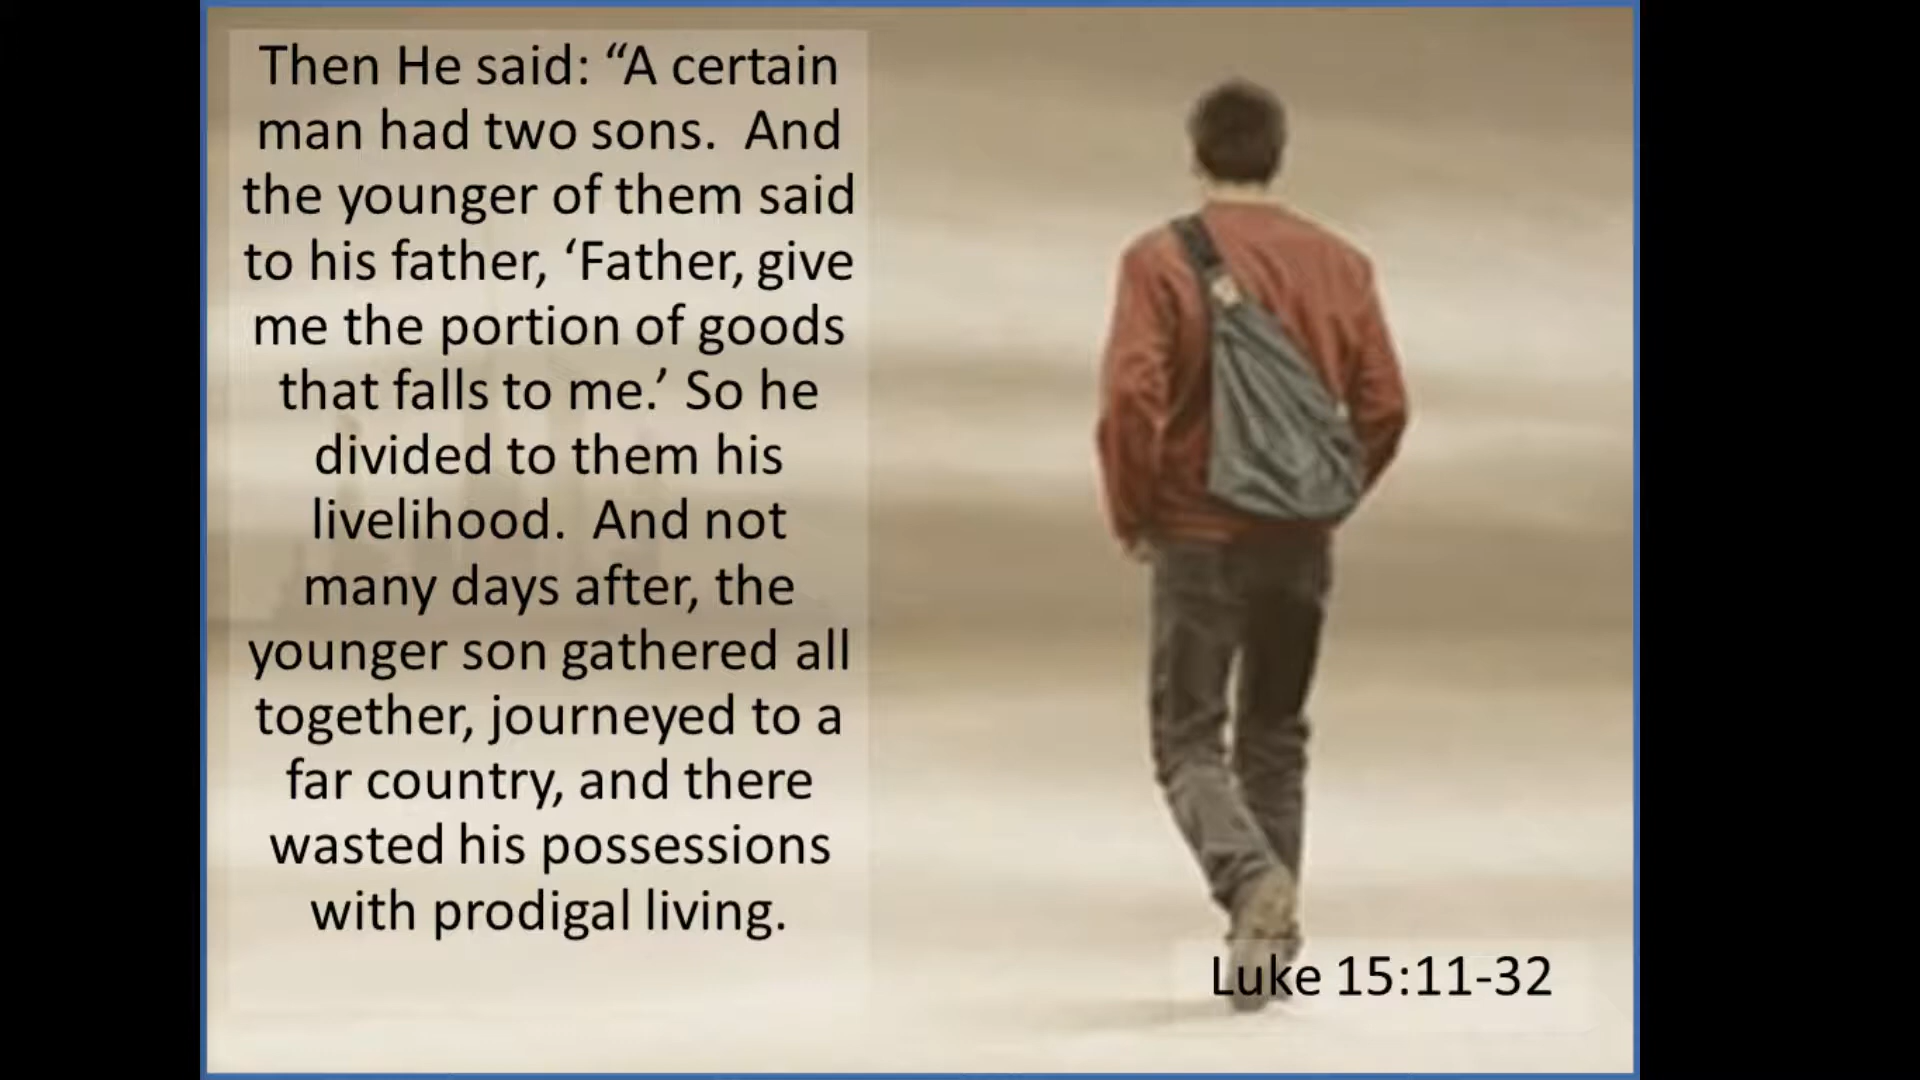 Then He said: “A certain
man had two sons.  And
the younger of them said
to his father, ‘Father, give
me the portion of goods
that falls to me.’ So he
divided to them his
livelihood.  And not
many days after, the
younger son gathered all
together, journeyed to a
far country, and there
wasted his possessions
with prodigal living.
Luke 15:11-32